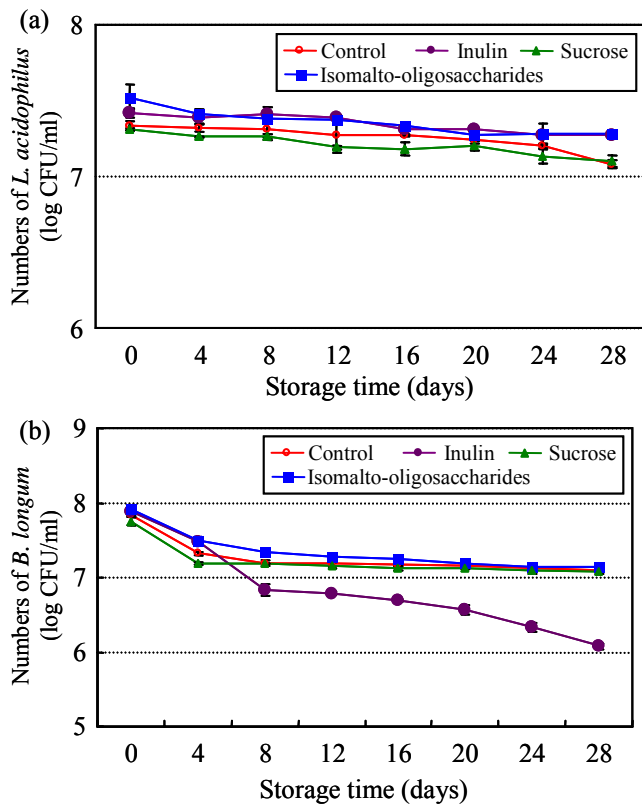 (a)
8
7
6
Numbers of L. acidophilus
(log CFU/ml)
Control Inulin Sucrose
Isomalto-oligosaccharides
0 4 8 12 16 20 24 28
Storage time (days)
(b)
9
8
7
6
5
Numbers of B. longum
(log CFU/ml)
Control Inulin Sucrose
Isomalto-oligosaccharides
0 4 8 12 16 20 24 28
Storage time (days)